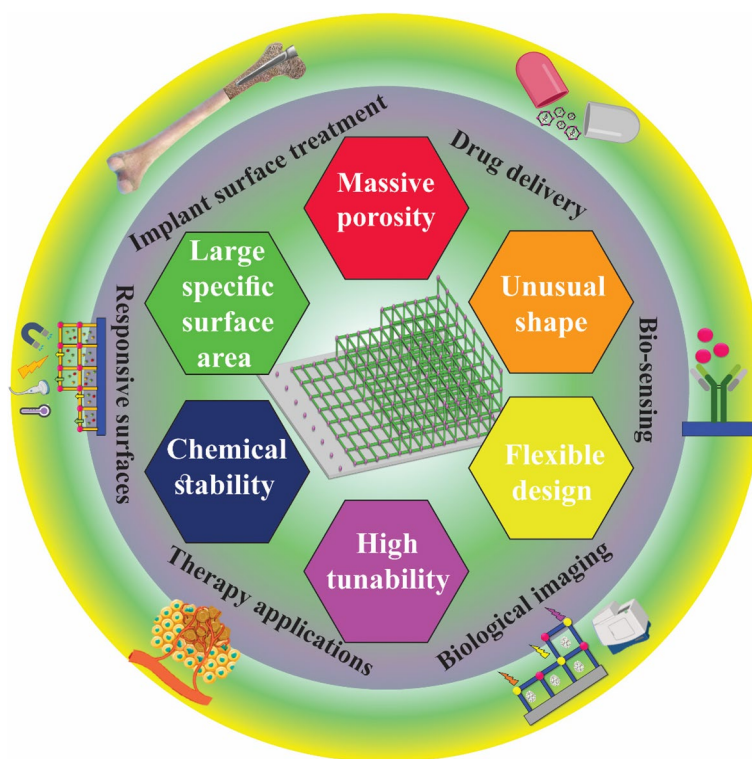 Implant surface treatment
Drug delivery
Bio-sensing
Biological imaging
Therapy applications
Responsive surfaces
Massive
porosity
Unusual
shape
Flexible
design
High
tunability
Chemical
stability
Large
specific
surface
area